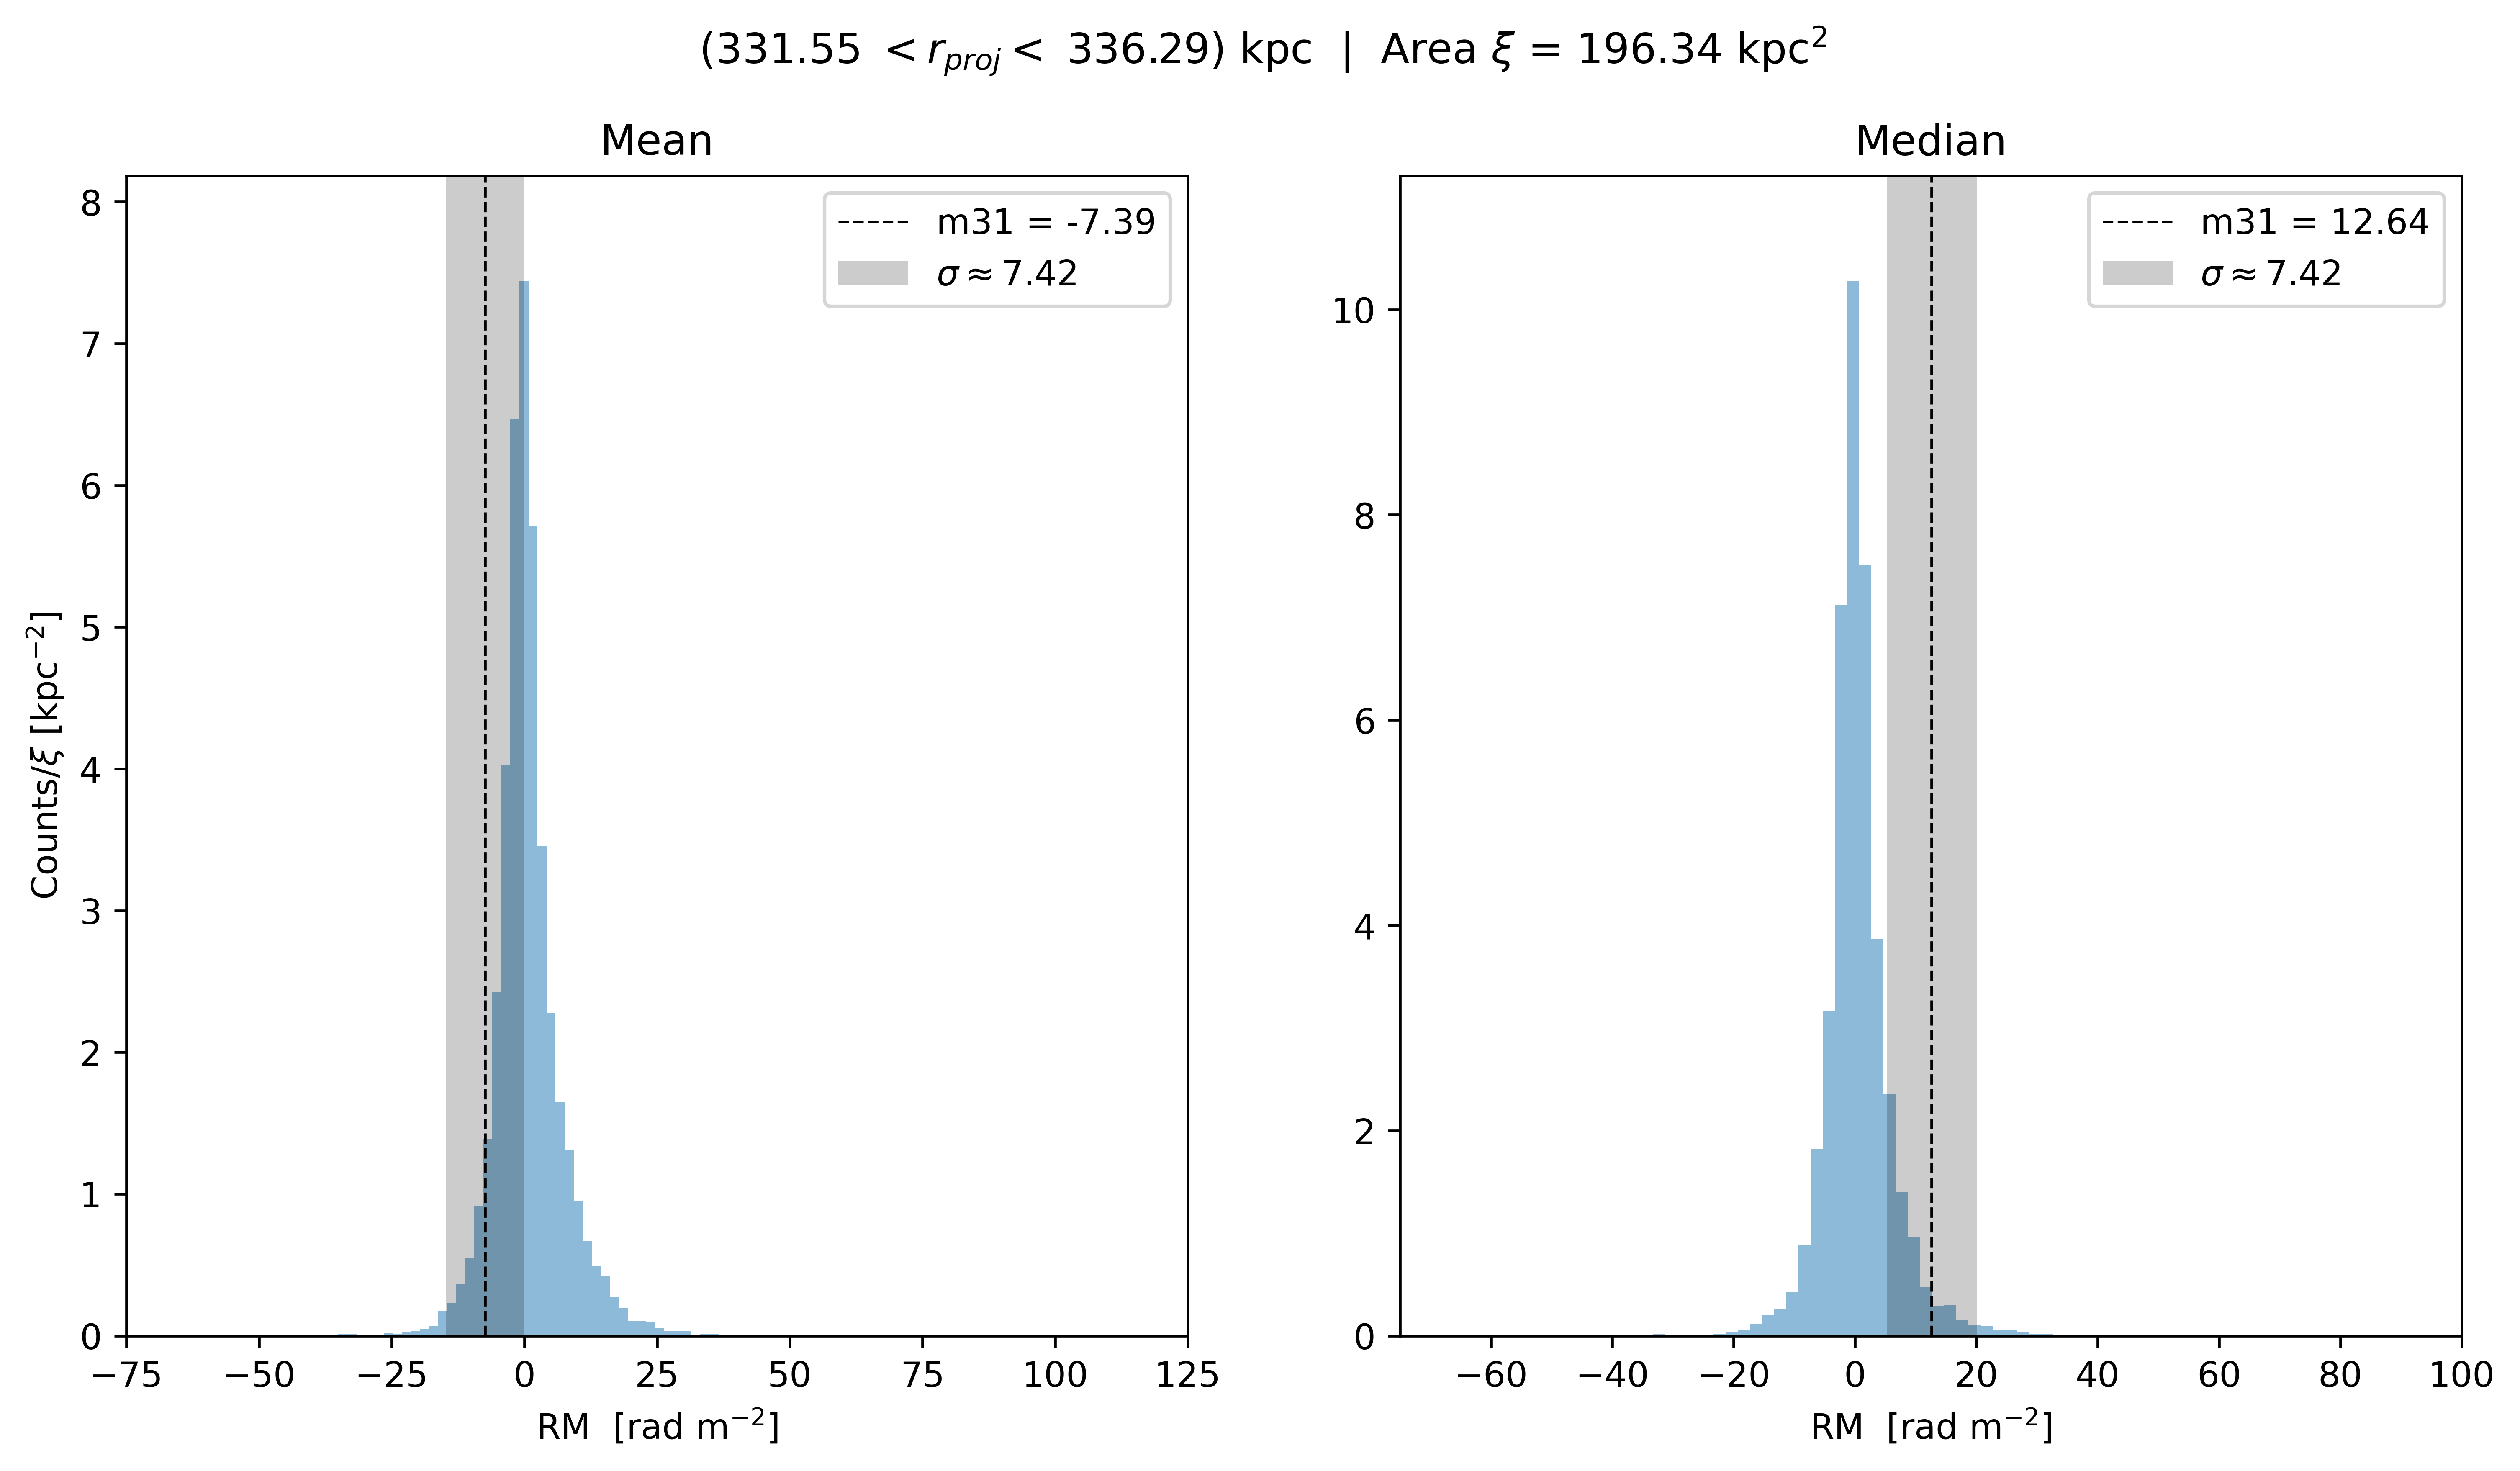 (331.55 < r_proj < 336.29) kpc | Area ξ = 196.34 kpc²
Mean
8
7
6
5
4
3
2
1
0
Counts/ξ [kpc⁻²]
m31 = -7.39
σ ≈ 7.42
−75 −50 −25 0 25 50 75 100 125
RM [rad m⁻²]
Median
10
8
6
4
2
0
m31 = 12.64
σ ≈ 7.42
−60 −40 −20 0 20 40 60 80 100
RM [rad m⁻²]